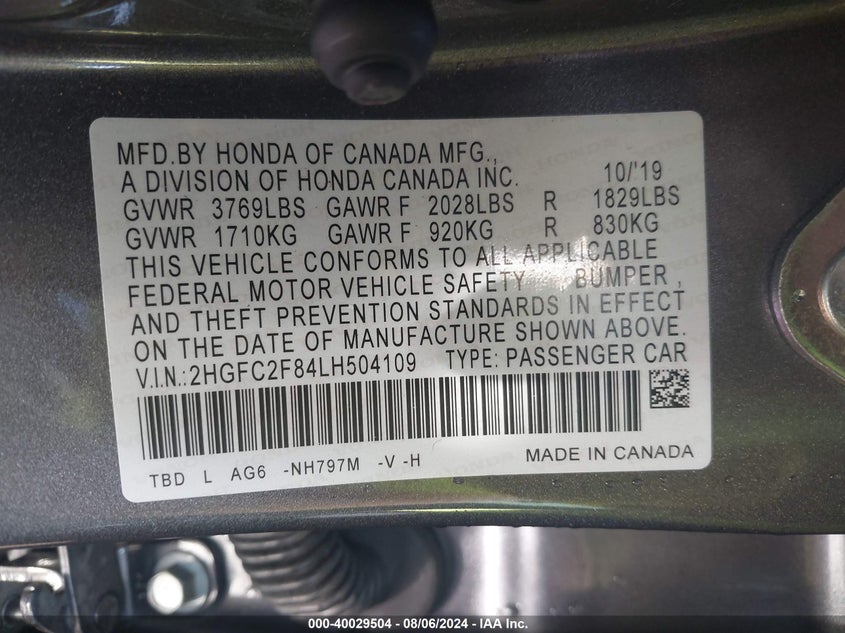 MFD.BY HONDA OF CANADA MFG.,
A DIVISION OF HONDA CANADA INC. 10/'19
GVWR 3769LBS GAWR F 2028LBS R 1829LBS
GVWR 1710KG GAWR F 920KG R 830KG
THIS VEHICLE CONFORMS TO ALL APPLICABLE
FEDERAL MOTOR VEHICLE SAFETY BUMPER,
AND THEFT PREVENTION STANDARDS IN EFFECT
ON THE DATE OF MANUFACTURE SHOWN ABOVE.
V.I.N.:2HGFC2F84LH504109 TYPE: PASSENGER CAR
TBD L AG6 -NH797M -V -H MADE IN CANADA
000-40029504 - 08/06/2024 - IAA Inc.